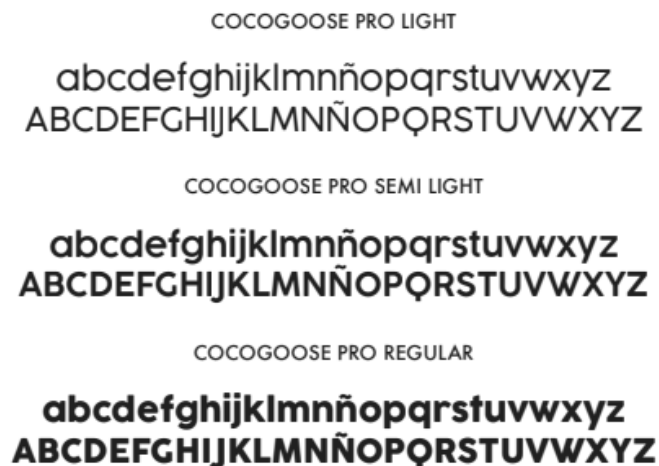 COCOGOOSE PRO LIGHT
abcdefghijklmnñopqrstuvwxyz
ABCDEFGHIJKLMNÑOPQRSTUVWXYZ
COCOGOOSE PRO SEMI LIGHT
abcdefghijklmnñopqrstuvwxyz
ABCDEFGHIJKLMNÑOPQRSTUVWXYZ
COCOGOOSE PRO REGULAR
abcdefghijklmnñopqrstuvwxyz
ABCDEFGHIJKLMNÑOPQRSTUVWXYZ